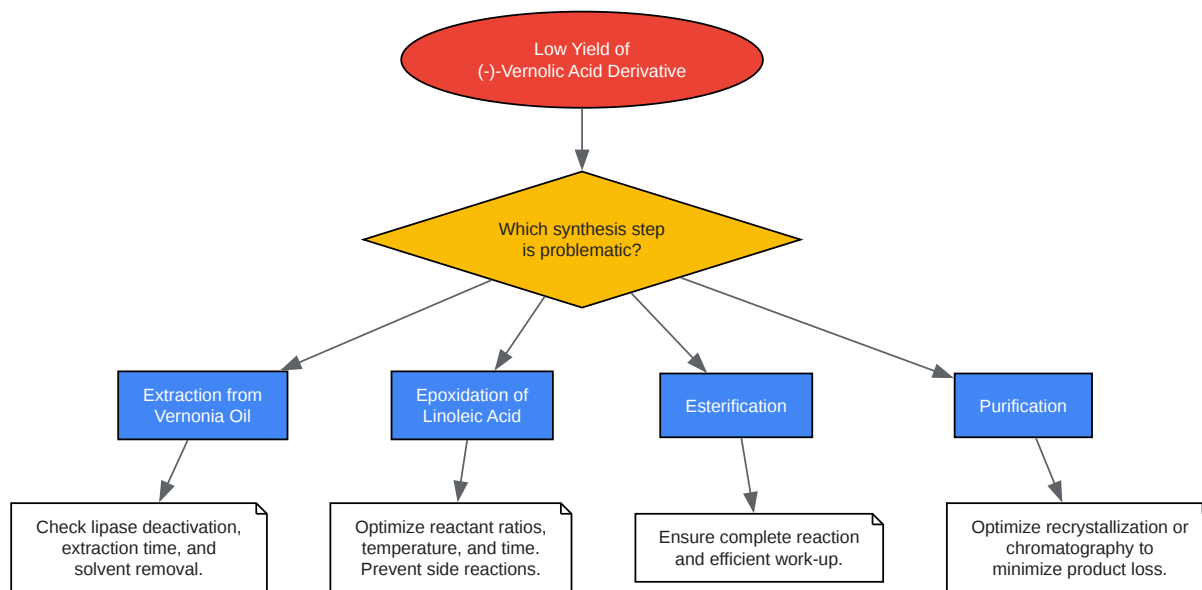 Low Yield of
(-)-Vernolic Acid Derivative
Which synthesis step
is problematic?
Extraction from
Vernonia Oil
Epoxidation of
Linoleic Acid
Esterification
Purification
Check lipase deactivation,
extraction time, and
solvent removal.
Optimize reactant ratios,
temperature, and time.
Prevent side reactions.
Ensure complete reaction
and efficient work-up.
Optimize recrystallization or
chromatography to
minimize product loss.